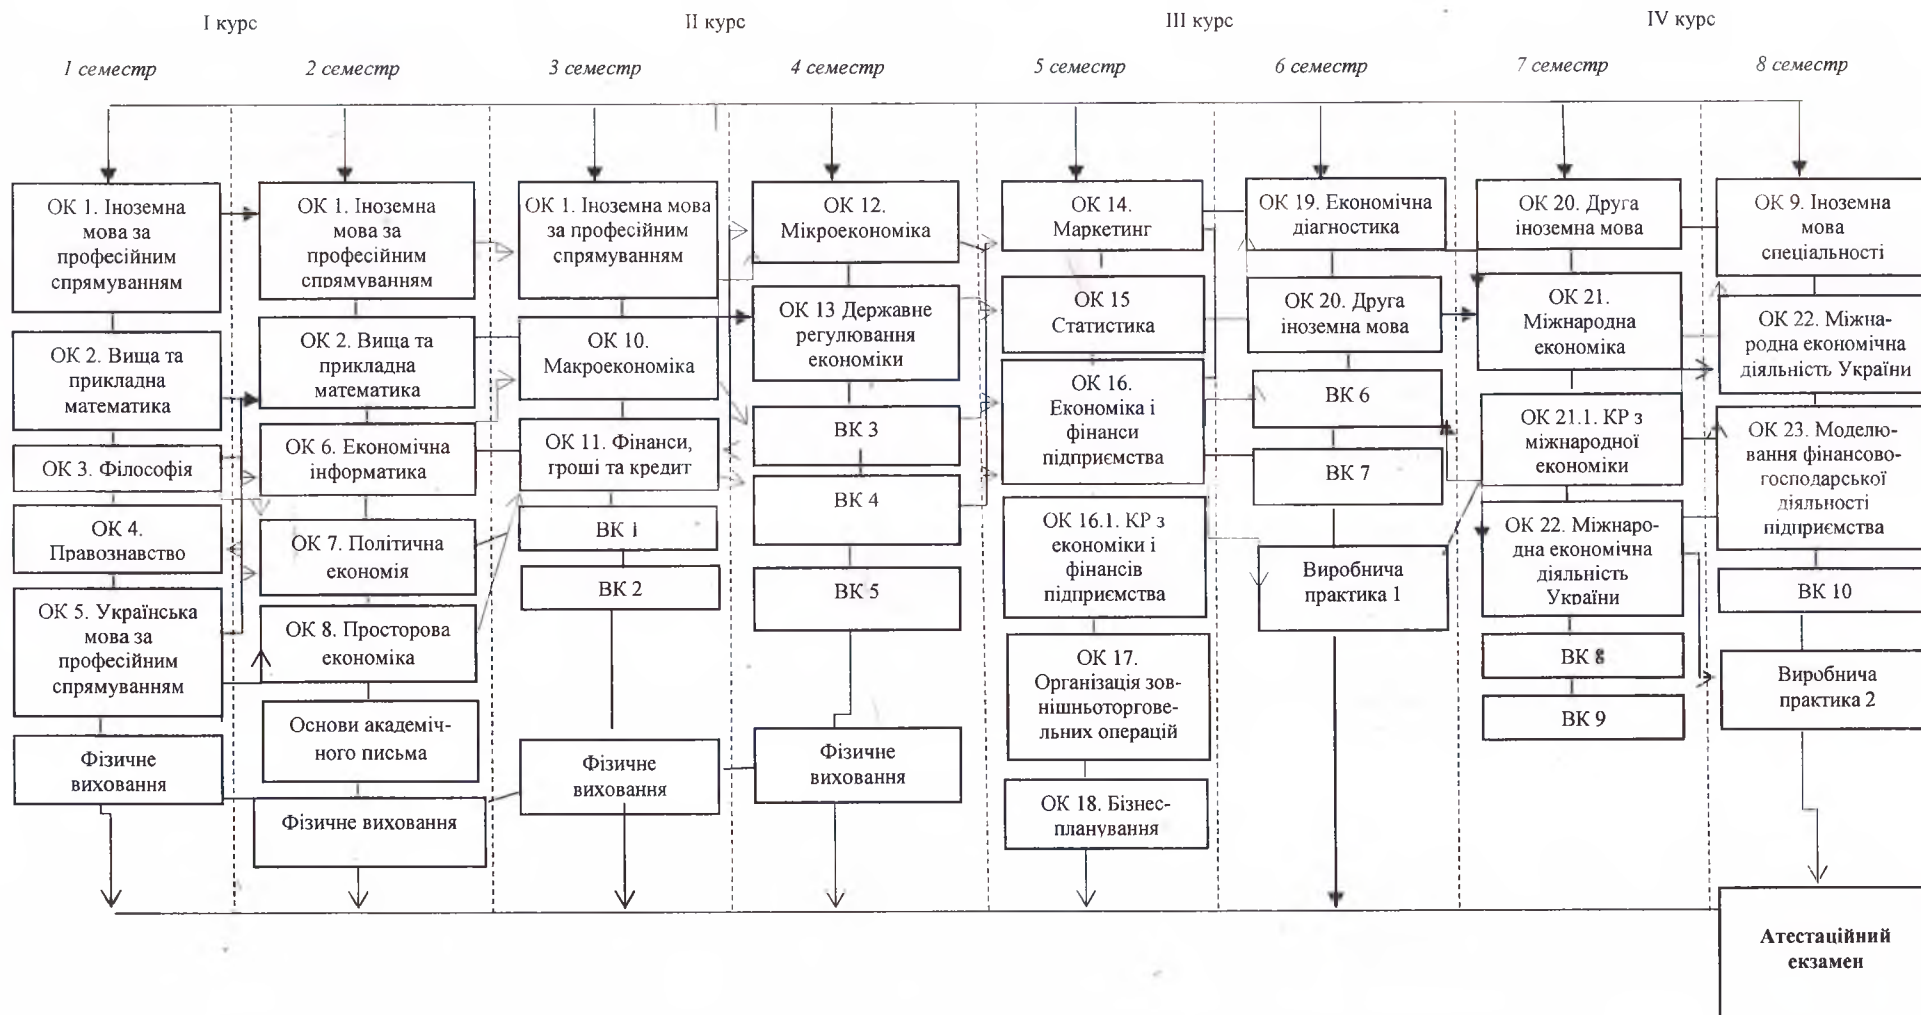 І курс
ІІ курс
ІІІ курс
IV курс
1 семестр
2 семестр
3 семестр
4 семестр
5 семестр
6 семестр
7 семестр
8 семестр
ОК 1. Іноземна
мова за
професійним
спрямуванням
ОК 2. Вища та
прикладна
математика
ОК 3. Філософія
ОК 4.
Правознавство
ОК 5. Українська
мова за
професійним
спрямуванням
Фізичне
виховання
ОК 1. Іноземна
мова за
професійним
спрямуванням
ОК 2. Вища та
прикладна
математика
ОК 6. Економічна
інформатика
ОК 7. Політична
економія
ОК 8. Просторова
економіка
Основи академіч-
ного письма
Фізичне виховання
ОК 1. Іноземна мова
за професійним
спрямуванням
ОК 10.
Макроекономіка
ОК 11. Фінанси,
гроші та кредит
ВК 1
ВК 2
Фізичне
виховання
ОК 12.
Мікроекономіка
ОК 13 Державне
регулювання
економіки
ВК 3
ВК 4
ВК 5
Фізичне
виховання
ОК 14.
Маркетинг
ОК 15
Статистика
ОК 16.
Економіка і
фінанси
підприємства
ОК 16.1. КР з
економіки і
фінансів
підприємства
ОК 17.
Організація зов-
нішньоторгове-
льних операцій
ОК 18. Бізнес-
планування
ОК 19. Економічна
діагностика
ОК 20. Друга
іноземна мова
ВК 6
ВК 7
Виробнича
практика 1
ОК 20. Друга
іноземна мова
ОК 21.
Міжнародна
економіка
ОК 21.1. КР з
міжнародної
економіки
ОК 22. Міжнаро-
дна економічна
діяльність
України
ВК 8
ВК 9
ОК 9. Іноземна
мова
спеціальності
ОК 22. Міжна-
родна економічна
діяльність України
ОК 23. Моделю-
вання фінансово-
господарської
діяльності
підприємства
ВК 10
Виробнича
практика 2
Атестаційний
екзамен